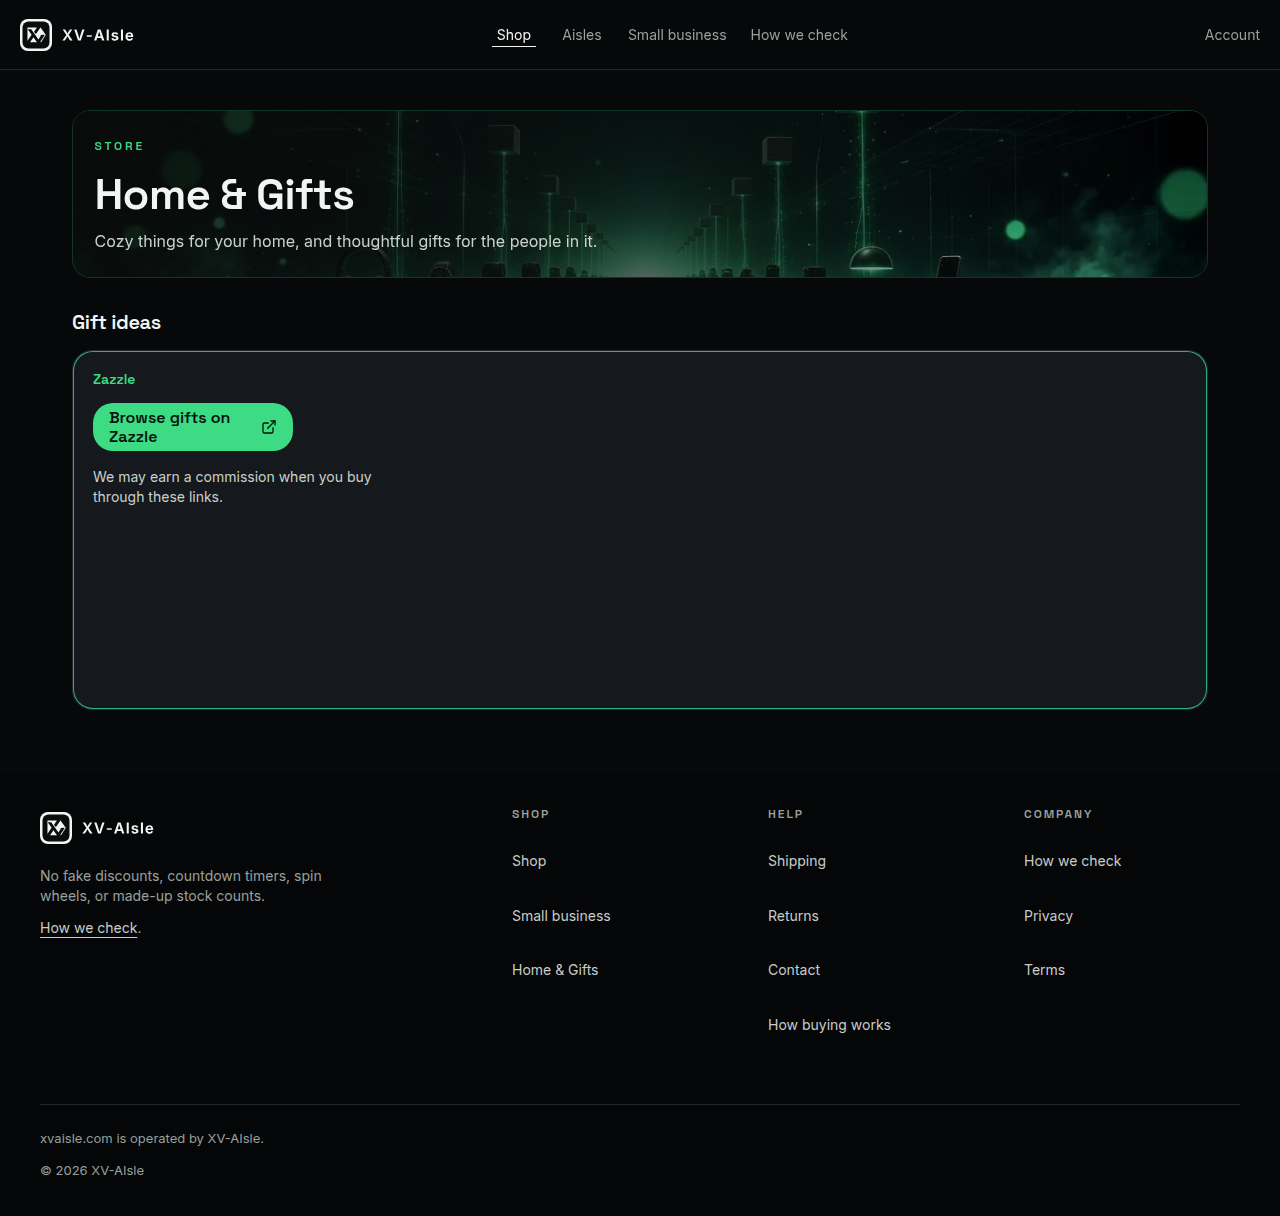 XV-AIsle
Shop
Aisles
Small business
How we check
Account
STORE
Home & Gifts
Cozy things for your home, and thoughtful gifts for the people in it.
Gift ideas
Zazzle
Browse gifts on
Zazzle
We may earn a commission when you buy
through these links.
XV-AIsle
No fake discounts, countdown timers, spin
wheels, or made-up stock counts.
How we check.
SHOP
Shop
Small business
Home & Gifts
HELP
Shipping
Returns
Contact
How buying works
COMPANY
How we check
Privacy
Terms
xvaisle.com is operated by XV-AIsle.
© 2026 XV-AIsle